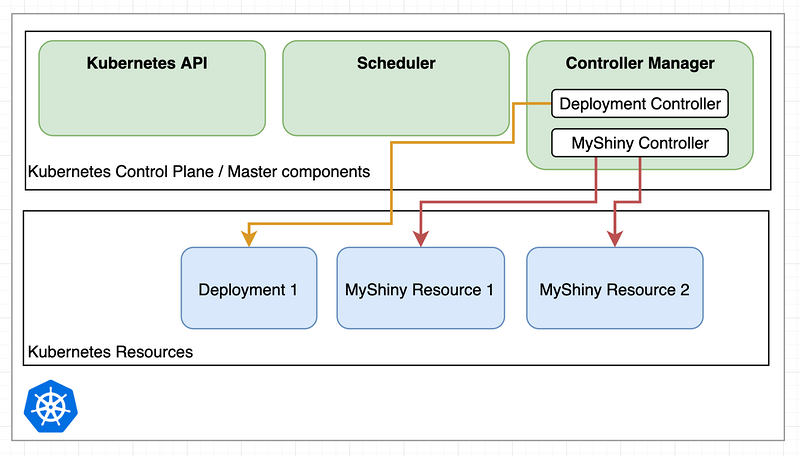 Kubernetes API
Scheduler
Controller Manager
Deployment Controller
MyShiny Controller
Kubernetes Control Plane / Master components
Deployment 1
MyShiny Resource 1
MyShiny Resource 2
Kubernetes Resources